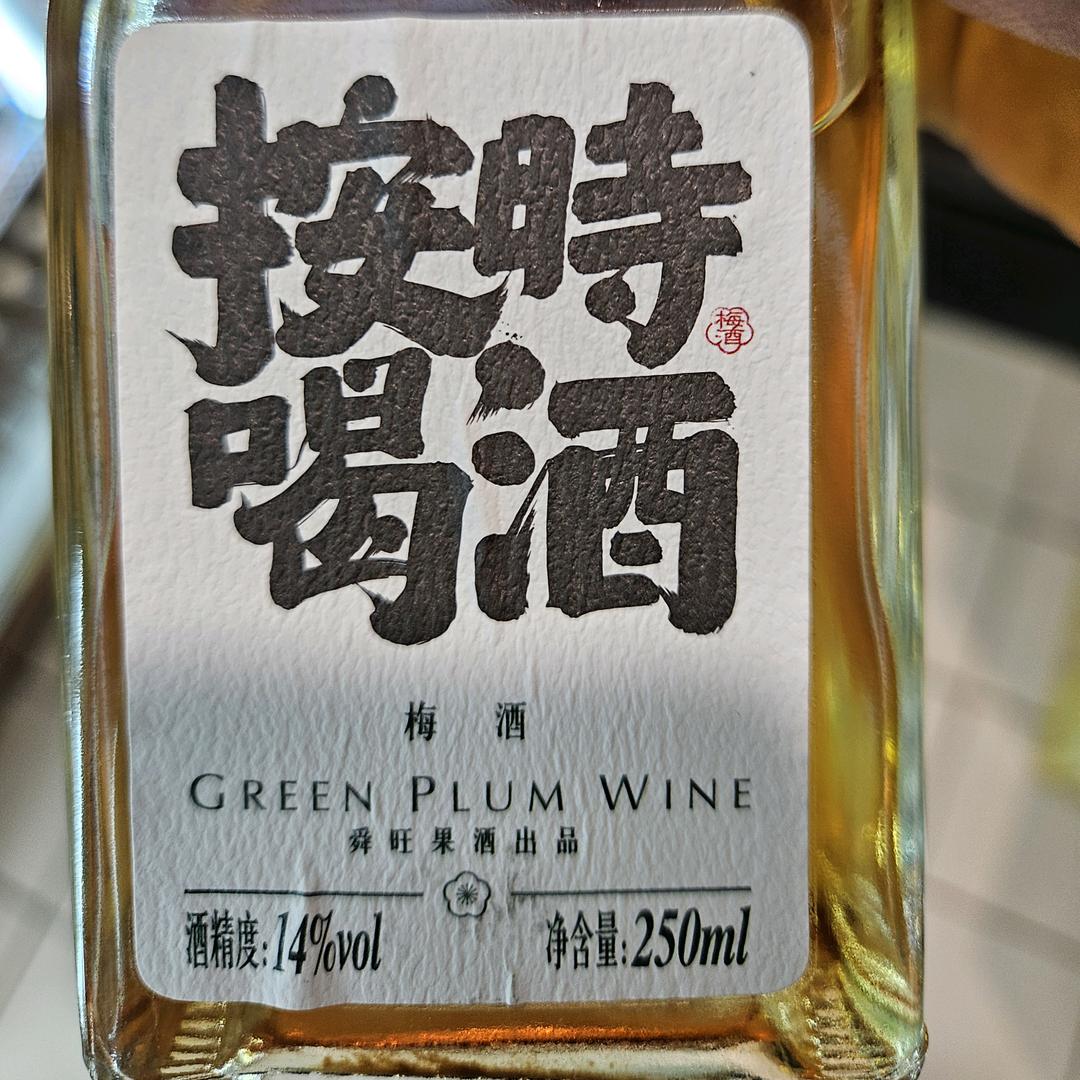 按時
喝酒
梅酒
梅 酒
GREEN PLUM WINE
舜旺果酒出品
酒精度:14%vol
净含量:250ml